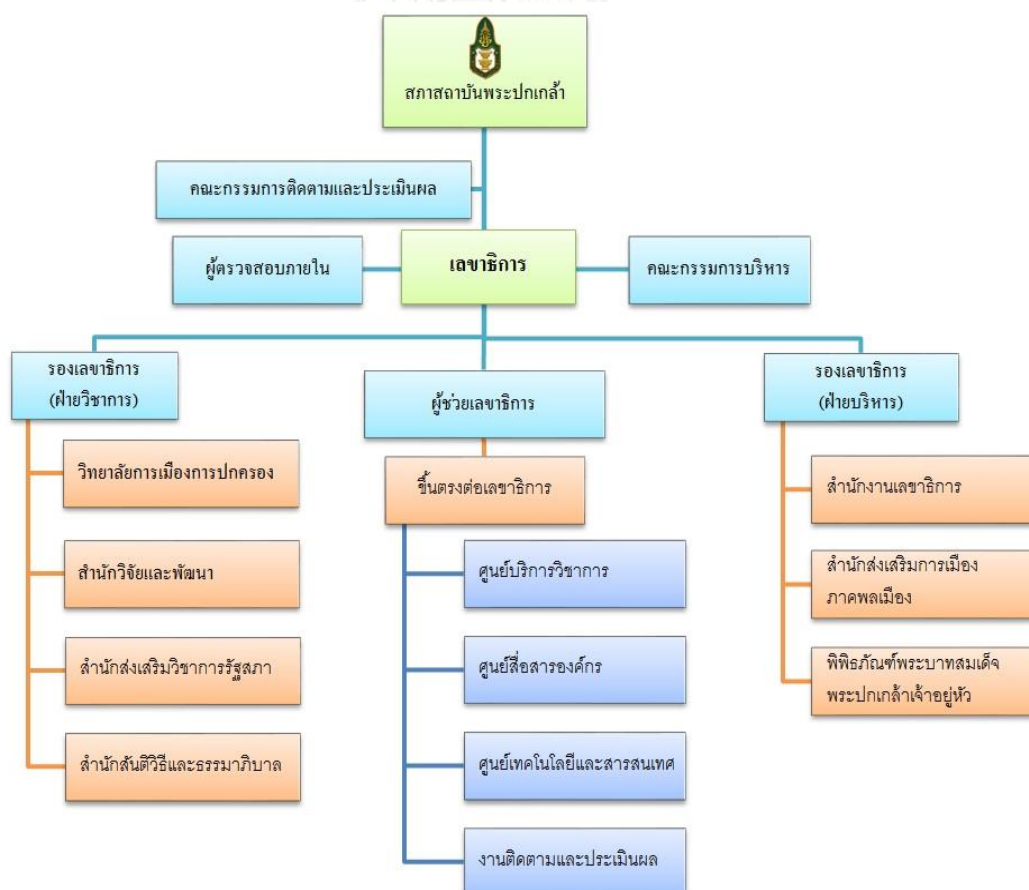 สภาสถาบันพระปกเกล้า
คณะกรรมการติดตามและประเมินผล
ผู้ตรวจสอบภายใน
เลขาธิการ
คณะกรรมการบริหาร
รองเลขาธิการ
(ฝ่ายวิชาการ)
ผู้ช่วยเลขาธิการ
รองเลขาธิการ
(ฝ่ายบริหาร)
วิทยาลัยการเมืองการปกครอง
สำนักวิจัยและพัฒนา
สำนักส่งเสริมวิชาการรัฐสภา
สำนักสันติวิธีและธรรมาภิบาล
ขึ้นตรงต่อเลขาธิการ
ศูนย์บริการวิชาการ
ศูนย์สื่อสารองค์กร
ศูนย์เทคโนโลยีและสารสนเทศ
งานติดตามและประเมินผล
สำนักงานเลขาธิการ
สำนักส่งเสริมการเมือง
ภาคพลเมือง
พิพิธภัณฑ์พระบาทสมเด็จ
พระปกเกล้าเจ้าอยู่หัว